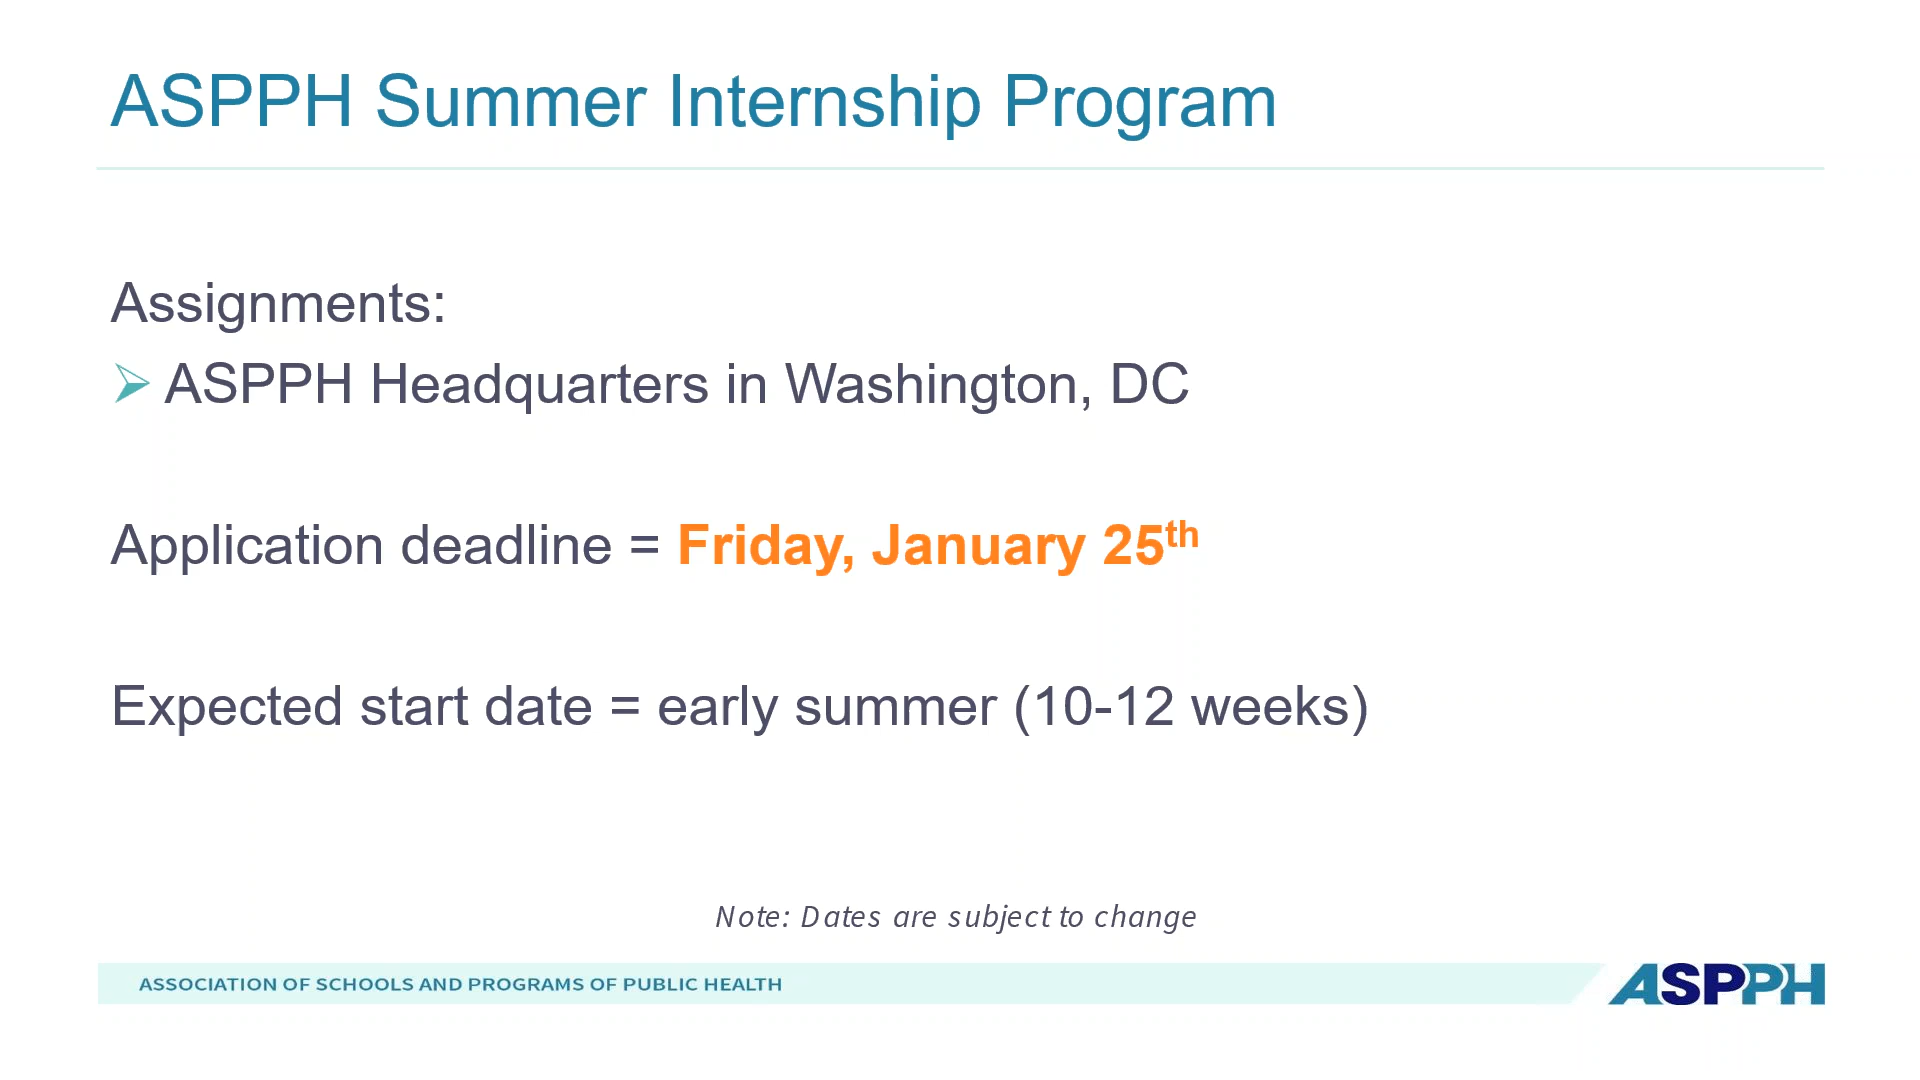 ASPPH Summer Internship Program
Assignments:
➢ ASPPH Headquarters in Washington, DC
Application deadline = Friday, January 25th
Expected start date = early summer (10-12 weeks)
Note: Dates are subject to change
ASSOCIATION OF SCHOOLS AND PROGRAMS OF PUBLIC HEALTH
ASPPH